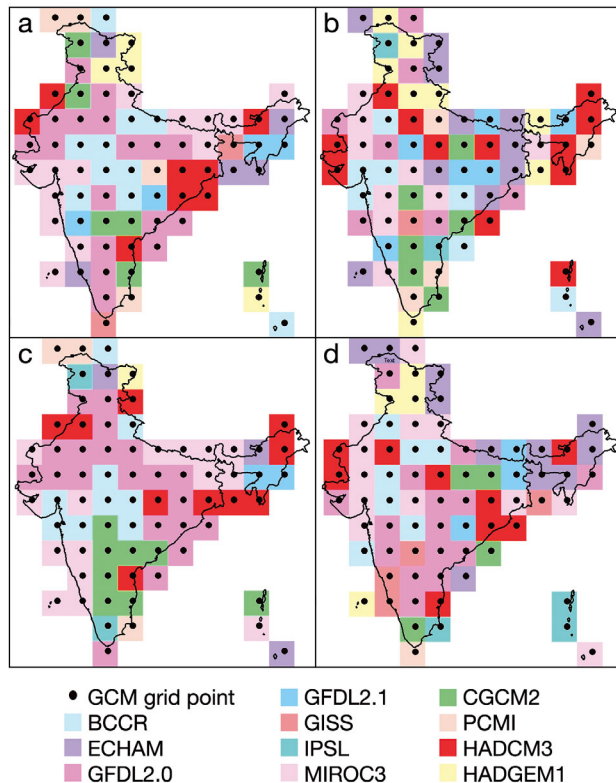 a
b
c
d
Text
GCM grid point
BCCR
ECHAM
GFDL2.0
GFDL2.1
GISS
IPSL
MIROC3
CGCM2
PCMI
HADCM3
HADGEM1